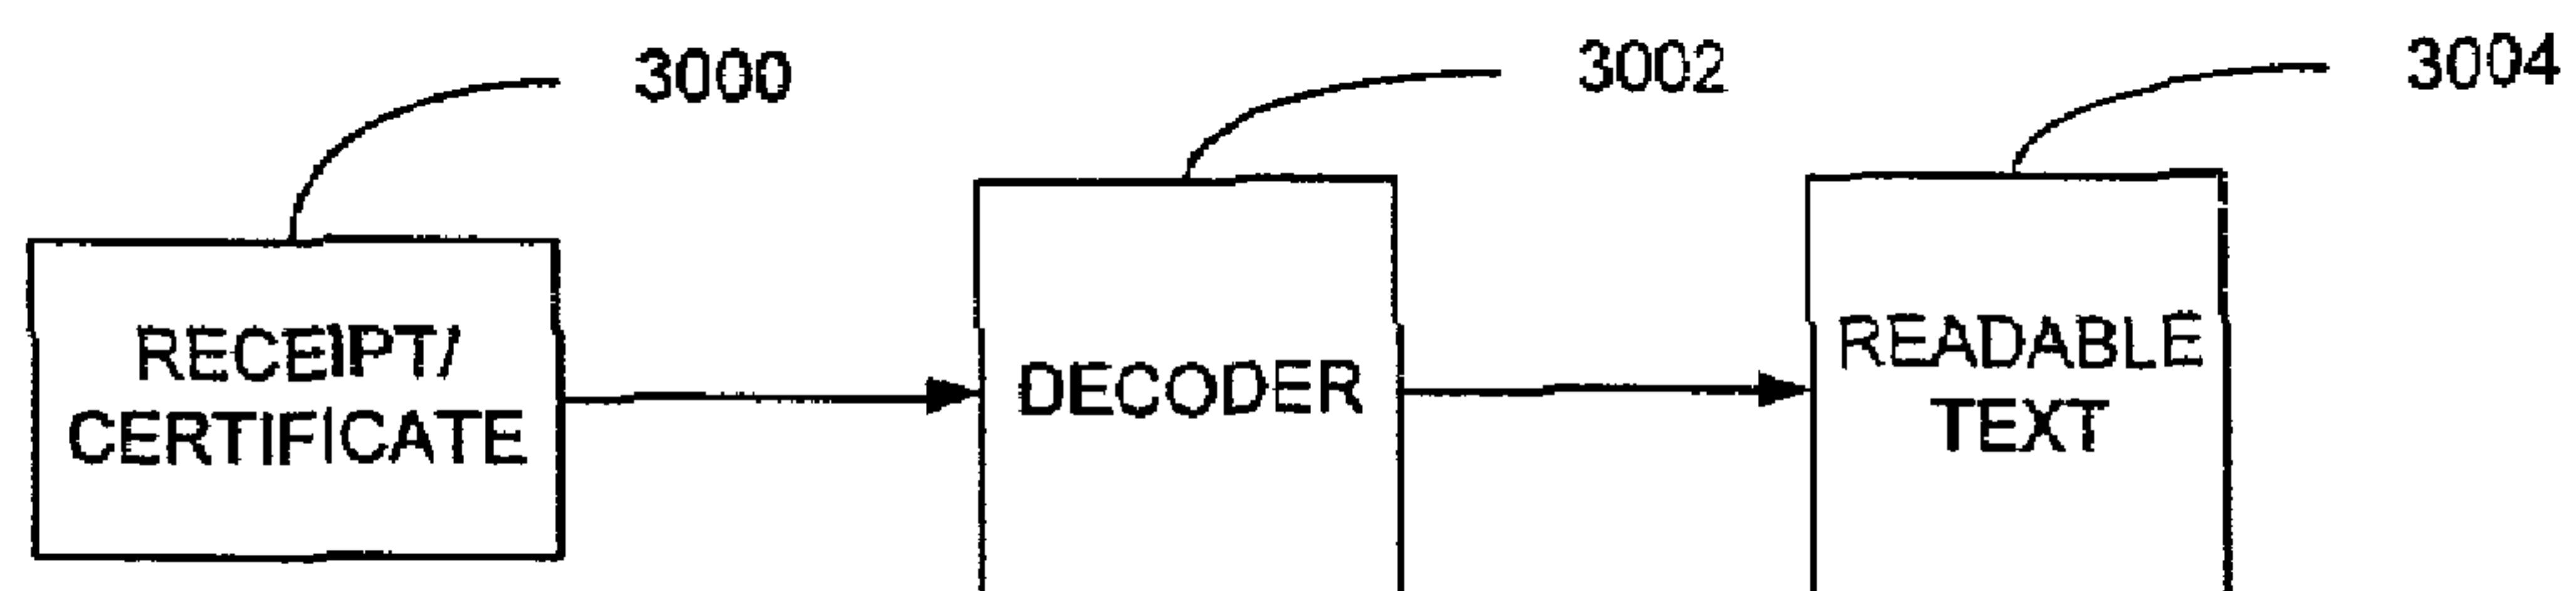 3000
3002
3004
RECEIPT/
CERTIFICATE
DECODER
READABLE
TEXT